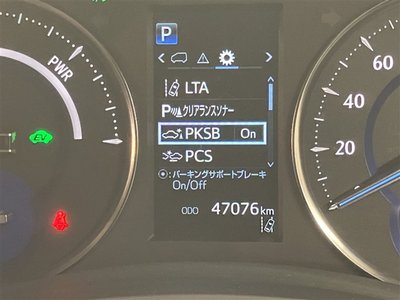 P
PWR
EV
LTA
Pクリアランスソナー
PKSB On
PCS
:パーキングサポートブレーキ
On/Off
ODO 47076 km
60
40
20